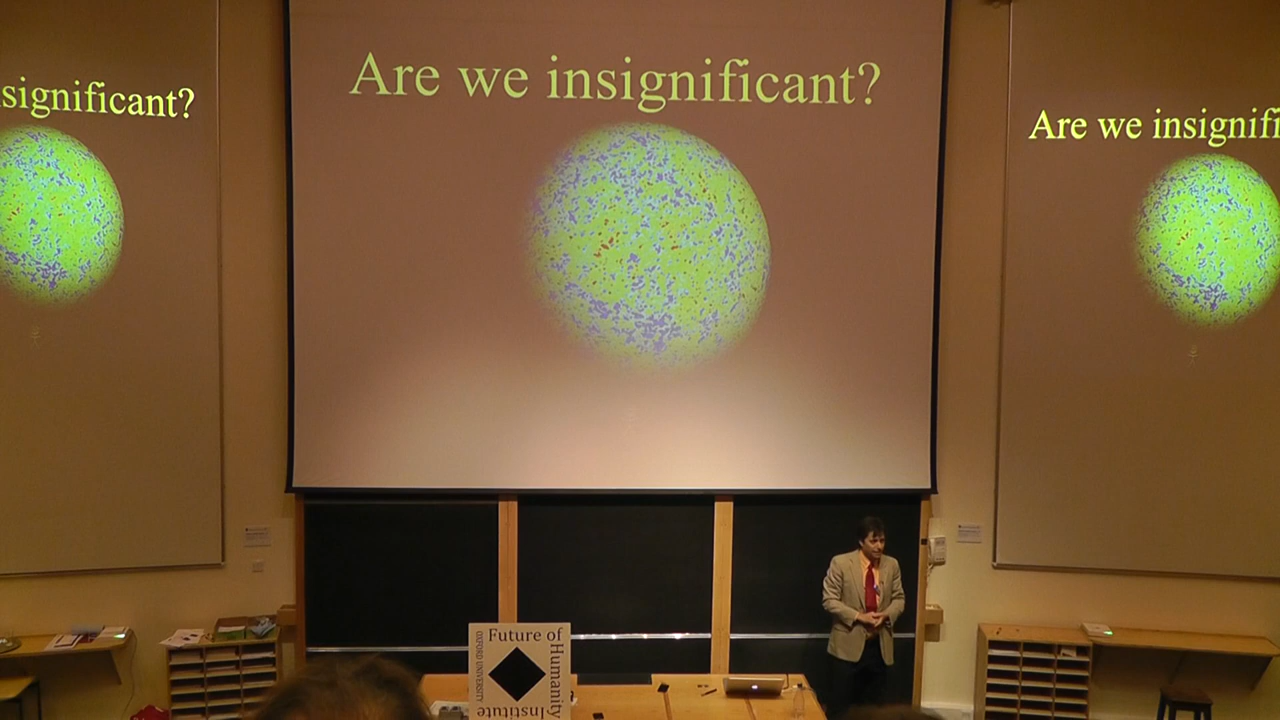 Are we insignificant?
significant?
Are we insignifi
Future of
Humanity
Institute
OXFORD UNIVERSITY